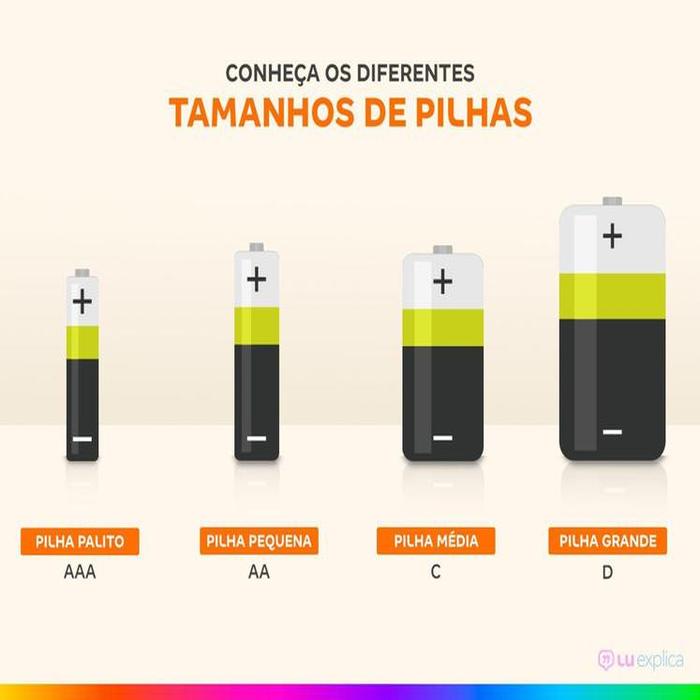 CONHEÇA OS DIFERENTES
TAMANHOS DE PILHAS
PILHA PALITO
AAA
PILHA PEQUENA
AA
PILHA MÉDIA
C
PILHA GRANDE
D
LU explica